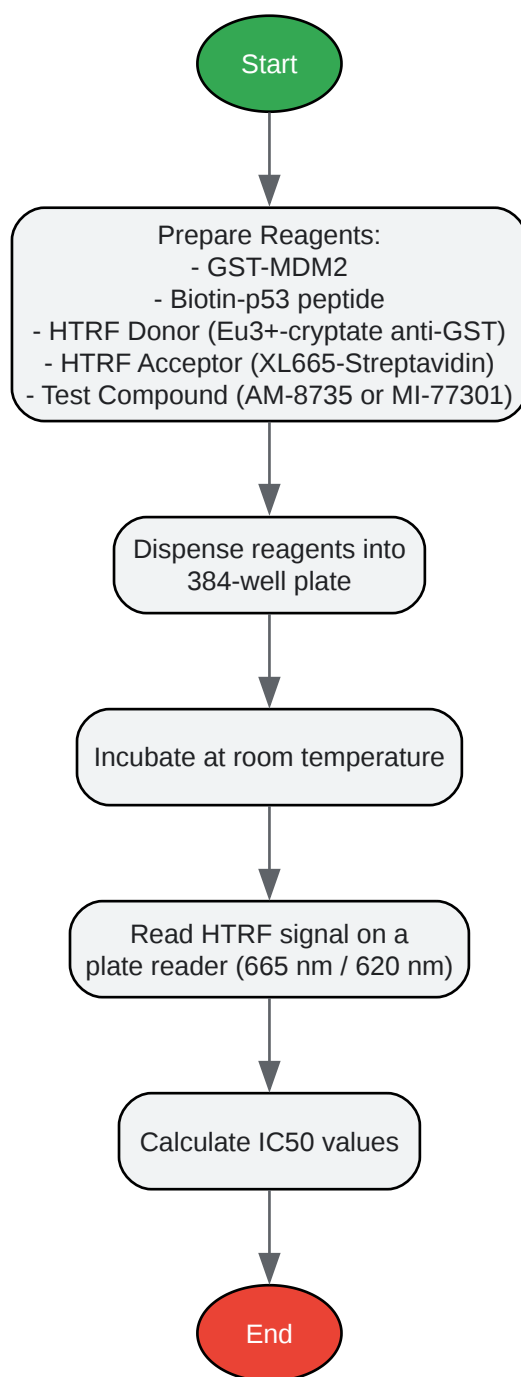 Start
Prepare Reagents:
- GST-MDM2
- Biotin-p53 peptide
- HTRF Donor (Eu3+-cryptate anti-GST)
- HTRF Acceptor (XL665-Streptavidin)
- Test Compound (AM-8735 or MI-77301)
Dispense reagents into
384-well plate
Incubate at room temperature
Read HTRF signal on a
plate reader (665 nm / 620 nm)
Calculate IC50 values
End